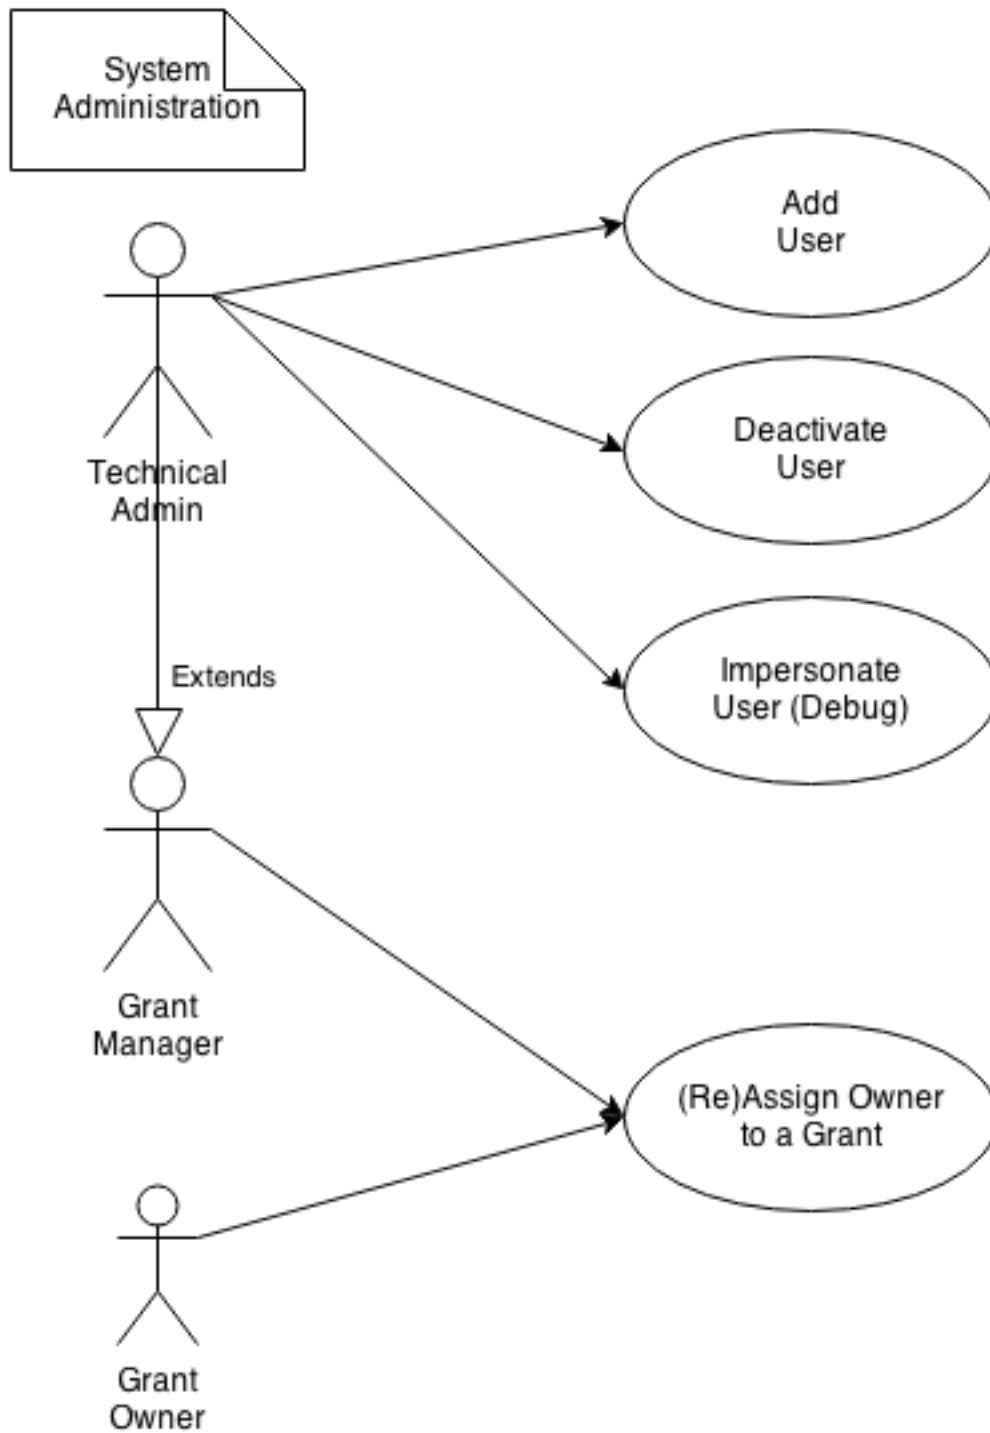 System
Administration
Add
User
Deactivate
User
Technical
Admin
Impersonate
User (Debug)
Extends
Grant
Manager
(Re)Assign Owner
to a Grant
Grant
Owner